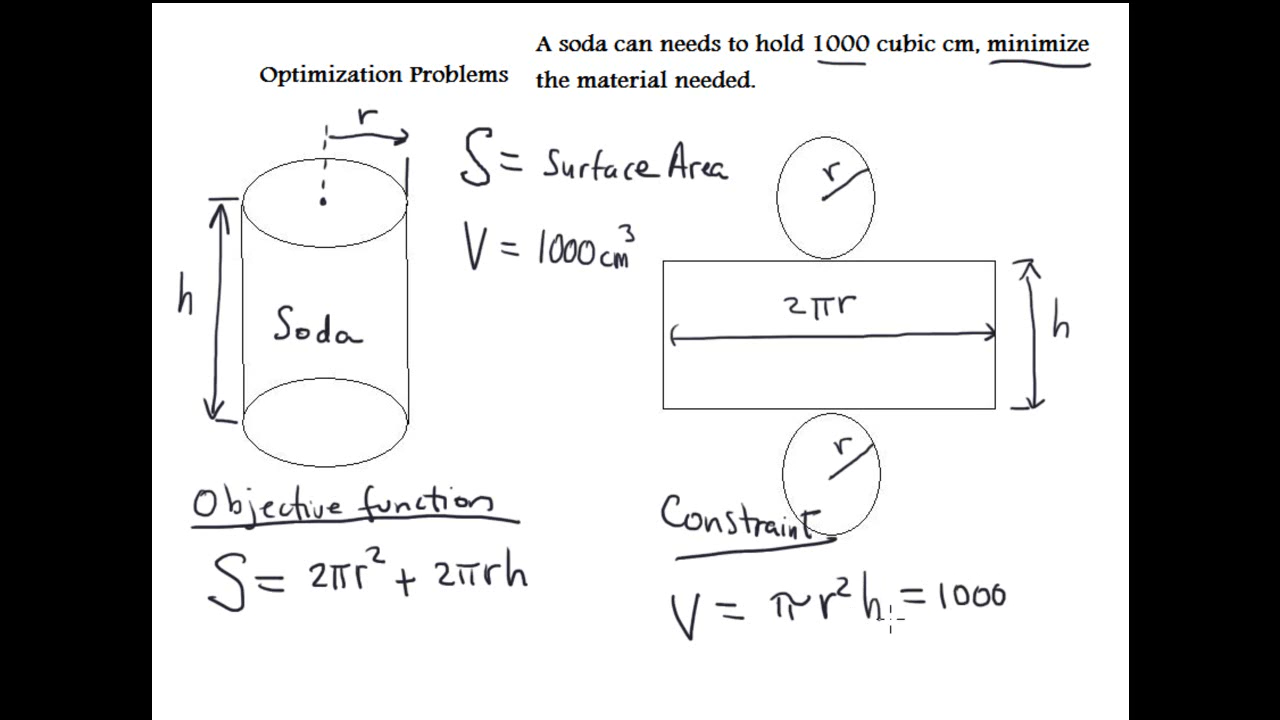 Optimization Problems
A soda can needs to hold 1000 cubic cm, minimize
the material needed.
r
h
Soda
S = Surface Area
V = 1000cm³
r
2πr
h
r
Objective function
S = 2πr² + 2πrh
Constraint
V = πr²h = 1000